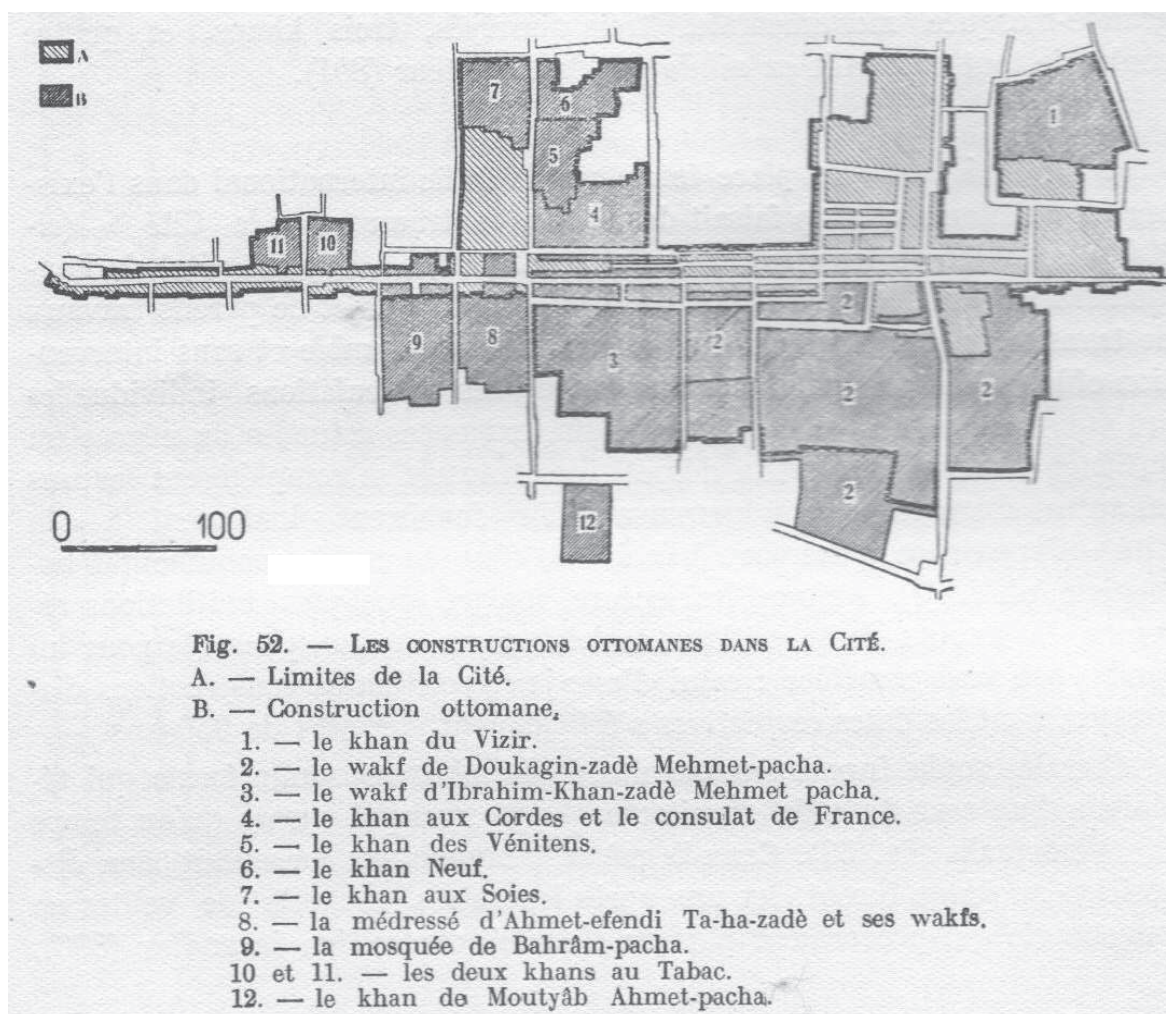 A
B
7
6
1
5
4
11
10
2
9
8
3
2
2
2
2
12
0 100
Fig. 52. — LES CONSTRUCTIONS OTTOMANES DANS LA CITÉ.
A. — Limites de la Cité.
B. — Construction ottomane.
1. — le khan du Vizir.
2. — le wakf de Doukagin-zadè Mehmet-pacha.
3. — le wakf d'Ibrahim-Khan-zadè Mehmet pacha.
4. — le khan aux Cordes et le consulat de France.
5. — le khan des Vénitens.
6. — le khan Neuf.
7. — le khan aux Soies.
8. — la médressé d'Ahmet-efendi Ta-ha-zadè et ses wakfs.
9. — la mosquée de Bahrâm-pacha.
10 et 11. — les deux khans au Tabac.
12. — le khan de Moutyâb Ahmet-pacha.